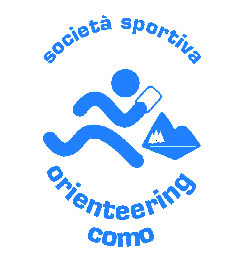 società sportiva
orienteering
como